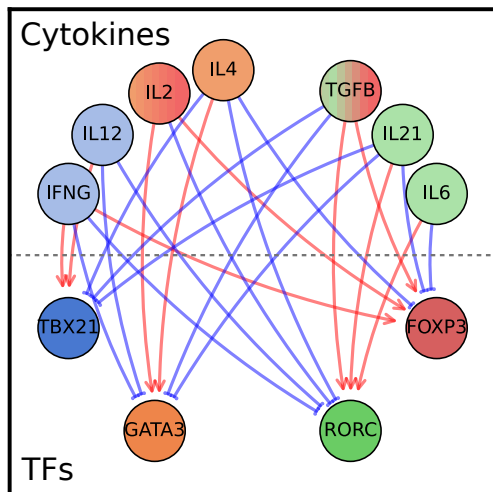 Cytokines
IL4
IL2
TGFB
IL12
IL21
IFNG
IL6
TBX21
FOXP3
GATA3
RORC
TFs